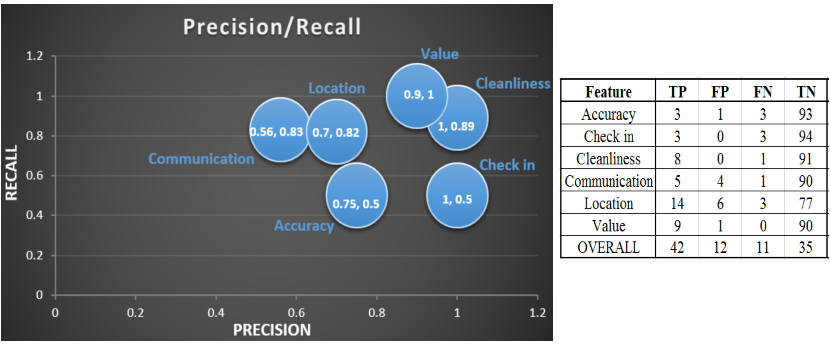 Precision/Recall
Value
Cleanliness
Location
0.9, 1
1, 0.89
0.56, 0.83
0.7, 0.82
Communication
Check in
0.75, 0.5
1, 0.5
Accuracy
RECALL
1.2
1
0.8
0.6
0.4
0.2
0
0 0.2 0.4 0.6 0.8 1 1.2
PRECISION
Feature TP FP FN TN
Accuracy 3 1 3 93
Check in 3 0 3 94
Cleanliness 8 0 1 91
Communication 5 4 1 90
Location 14 6 3 77
Value 9 1 0 90
OVERALL 42 12 11 35